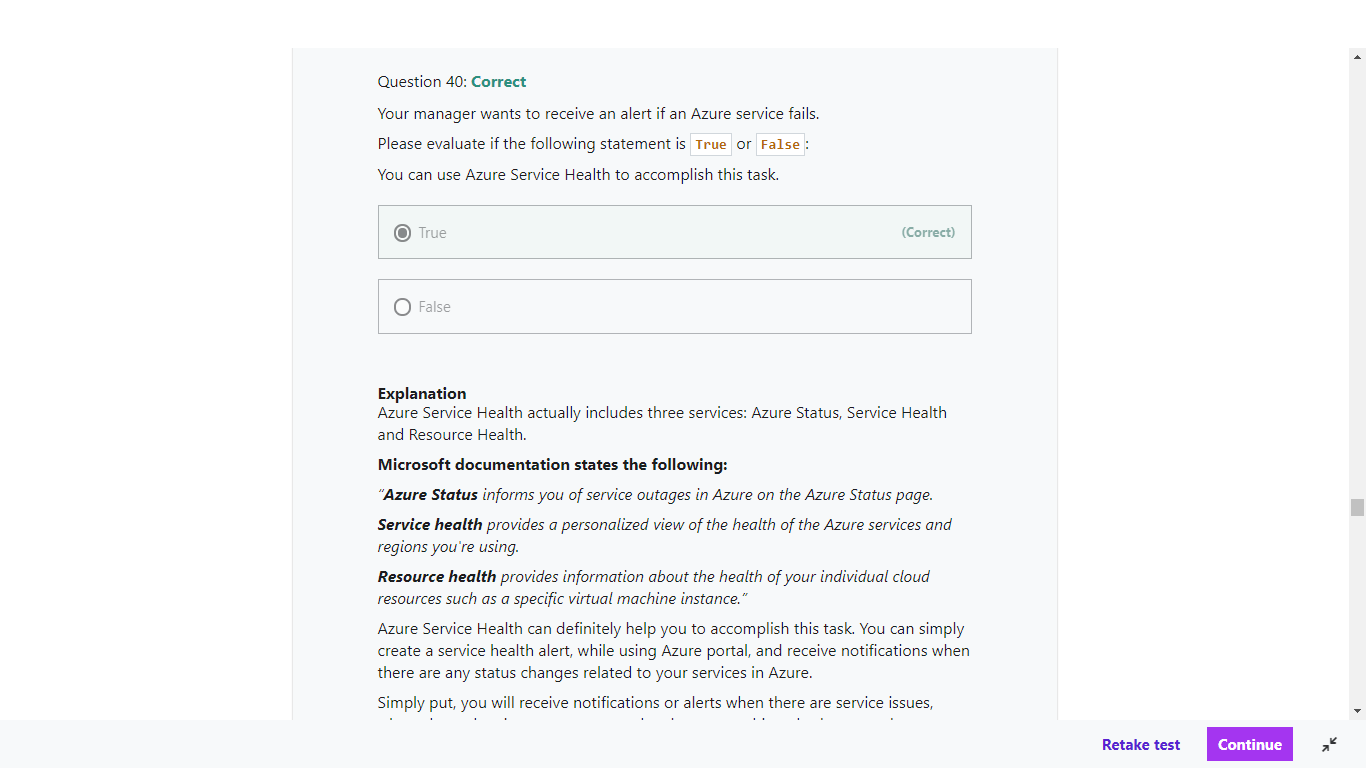 Question 40: Correct
Your manager wants to receive an alert if an Azure service fails.
Please evaluate if the following statement is True or False:
You can use Azure Service Health to accomplish this task.
True
(Correct)
False
Explanation
Azure Service Health actually includes three services: Azure Status, Service Health
and Resource Health.
Microsoft documentation states the following:
"Azure Status informs you of service outages in Azure on the Azure Status page.
Service health provides a personalized view of the health of the Azure services and
regions you're using.
Resource health provides information about the health of your individual cloud
resources such as a specific virtual machine instance."
Azure Service Health can definitely help you to accomplish this task. You can simply
create a service health alert, while using Azure portal, and receive notifications when
there are any status changes related to your services in Azure.
Simply put, you will receive notifications or alerts when there are service issues,
Retake test
Continue